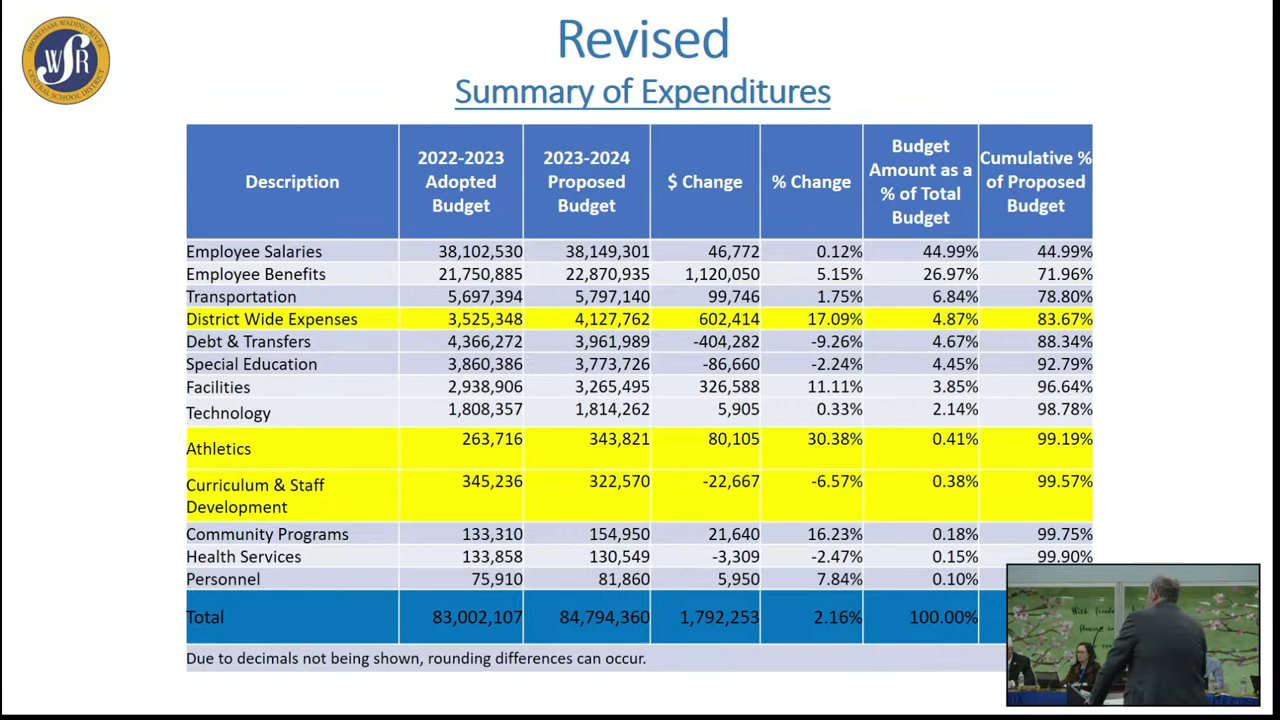 SHOREHAM-WADING RIVER
WSR
CENTRAL SCHOOL DISTRICT
Revised
Summary of Expenditures
Description 2022-2023 Adopted Budget 2023-2024 Proposed Budget $ Change % Change Budget Amount as a % of Total Budget Cumulative % of Proposed Budget
Employee Salaries 38,102,530 38,149,301 46,772 0.12% 44.99% 44.99%
Employee Benefits 21,750,885 22,870,935 1,120,050 5.15% 26.97% 71.96%
Transportation 5,697,394 5,797,140 99,746 1.75% 6.84% 78.80%
District Wide Expenses 3,525,348 4,127,762 602,414 17.09% 4.87% 83.67%
Debt & Transfers 4,366,272 3,961,989 -404,282 -9.26% 4.67% 88.34%
Special Education 3,860,386 3,773,726 -86,660 -2.24% 4.45% 92.79%
Facilities 2,938,906 3,265,495 326,588 11.11% 3.85% 96.64%
Technology 1,808,357 1,814,262 5,905 0.33% 2.14% 98.78%
Athletics 263,716 343,821 80,105 30.38% 0.41% 99.19%
Curriculum & Staff Development 345,236 322,570 -22,667 -6.57% 0.38% 99.57%
Community Programs 133,310 154,950 21,640 16.23% 0.18% 99.75%
Health Services 133,858 130,549 -3,309 -2.47% 0.15% 99.90%
Personnel 75,910 81,860 5,950 7.84% 0.10%
Total 83,002,107 84,794,360 1,792,253 2.16% 100.00%
Due to decimals not being shown, rounding differences can occur.
With